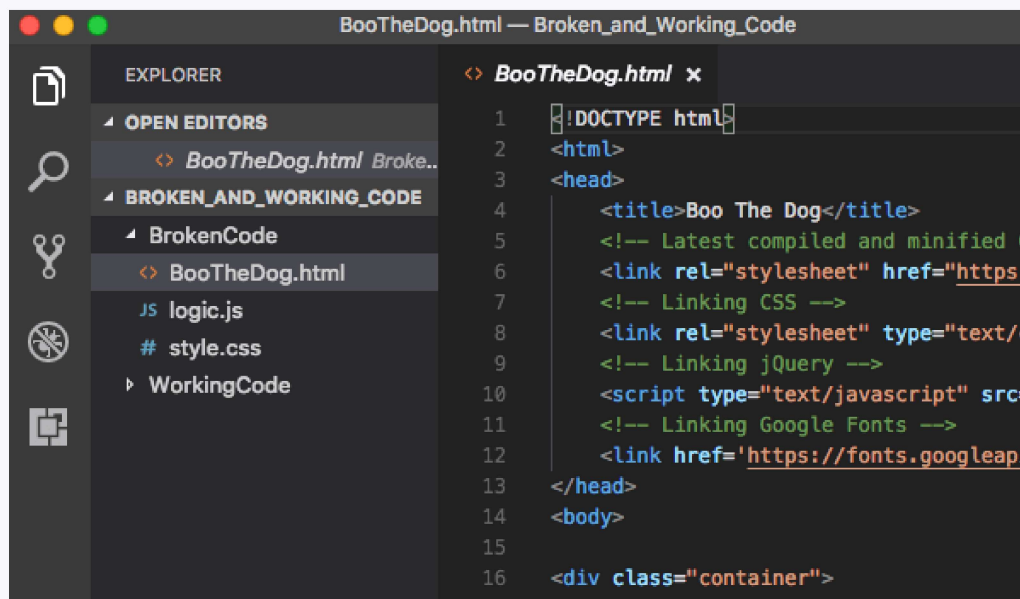 BooTheDog.html — Broken_and_Working_Code
EXPLORER
OPEN EDITORS
<> BooTheDog.html Broke...
BROKEN_AND_WORKING_CODE
BrokenCode
<> BooTheDog.html
JS logic.js
# style.css
WorkingCode
<> BooTheDog.html ×
1 <!DOCTYPE html>
2 <html>
3 <head>
4 <title>Boo The Dog</title>
5 <!-- Latest compiled and minified
6 <link rel="stylesheet" href="https
7 <!-- Linking CSS -->
8 <link rel="stylesheet" type="text/
9 <!-- Linking jQuery -->
10 <script type="text/javascript" src=
11 <!-- Linking Google Fonts -->
12 <link href='https://fonts.googleap
13 </head>
14 <body>
15
16 <div class="container">